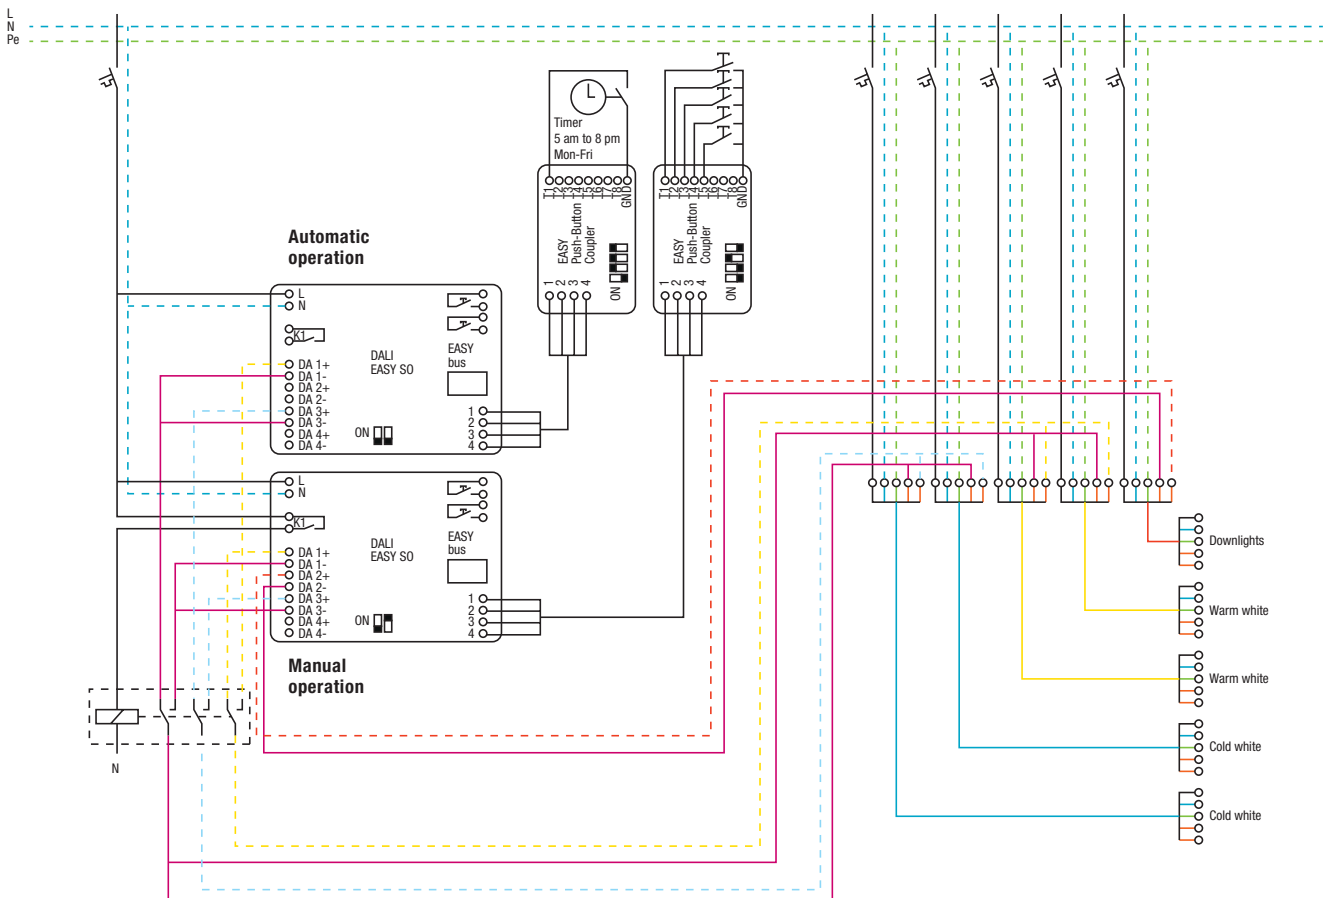 L
N
Pe
Timer
5 am to 8 pm
Mon-Fri
T1
T2
T3
T4
T5
T6
T7
T8
GND
EASY
Push-Button
Coupler
ON
1
2
3
4
T1
T2
T3
T4
T5
T6
T7
T8
GND
EASY
Push-Button
Coupler
ON
1
2
3
4
Automatic
operation
L
N
K1
DA 1+
DA 1-
DA 2+
DA 2-
DA 3+
DA 3-
DA 4+
DA 4-
DALI
EASY SO
ON
EASY
bus
1
2
3
4
L
N
K1
DA 1+
DA 1-
DA 2+
DA 2-
DA 3+
DA 3-
DA 4+
DA 4-
DALI
EASY SO
ON
EASY
bus
1
2
3
4
Manual
operation
N
Downlights
Warm white
Warm white
Cold white
Cold white